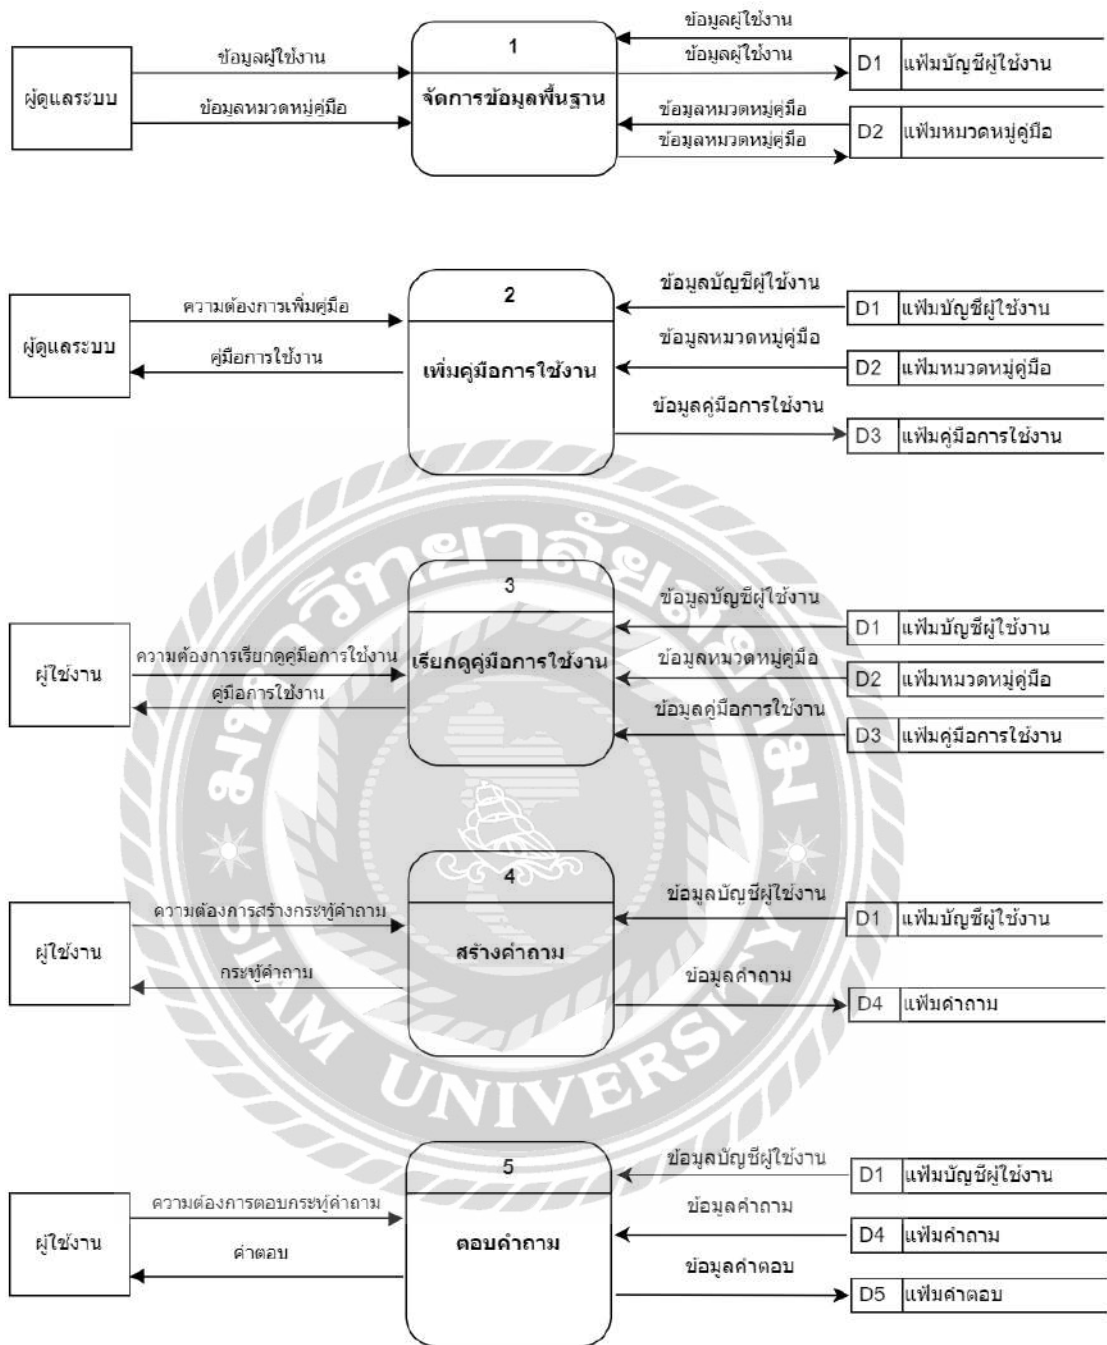 ข้อมูลผู้ใช้งาน
1
ข้อมูลผู้ใช้งาน
ข้อมูลผู้ใช้งาน
D1 แฟ้มบัญชีผู้ใช้งาน
ผู้ดูแลระบบ
จัดการข้อมูลพื้นฐาน
ข้อมูลหมวดหมู่คู่มือ
ข้อมูลหมวดหมู่คู่มือ
D2 แฟ้มหมวดหมู่คู่มือ
ข้อมูลหมวดหมู่คู่มือ
ข้อมูลบัญชีผู้ใช้งาน
2
ความต้องการเพิ่มคู่มือ
D1 แฟ้มบัญชีผู้ใช้งาน
ผู้ดูแลระบบ
ข้อมูลหมวดหมู่คู่มือ
คู่มือการใช้งาน
เพิ่มคู่มือการใช้งาน
D2 แฟ้มหมวดหมู่คู่มือ
ข้อมูลคู่มือการใช้งาน
D3 แฟ้มคู่มือการใช้งาน
มหาวิทยาลัยสยาม
3
ข้อมูลบัญชีผู้ใช้งาน
D1 แฟ้มบัญชีผู้ใช้งาน
ความต้องการเรียกดูคู่มือการใช้งาน
เรียกดูคู่มือการใช้งาน
ข้อมูลหมวดหมู่คู่มือ
ผู้ใช้งาน
D2 แฟ้มหมวดหมู่คู่มือ
คู่มือการใช้งาน
ข้อมูลคู่มือการใช้งาน
D3 แฟ้มคู่มือการใช้งาน
4
ข้อมูลบัญชีผู้ใช้งาน
ความต้องการสร้างกระทู้คำถาม
D1 แฟ้มบัญชีผู้ใช้งาน
ผู้ใช้งาน
สร้างคำถาม
กระทู้คำถาม
ข้อมูลคำถาม
D4 แฟ้มคำถาม
SIAM UNIVERSITY
5
ข้อมูลบัญชีผู้ใช้งาน
D1 แฟ้มบัญชีผู้ใช้งาน
ความต้องการตอบกระทู้คำถาม
ข้อมูลคำถาม
ผู้ใช้งาน
ตอบคำถาม
D4 แฟ้มคำถาม
คำตอบ
ข้อมูลคำตอบ
D5 แฟ้มคำตอบ